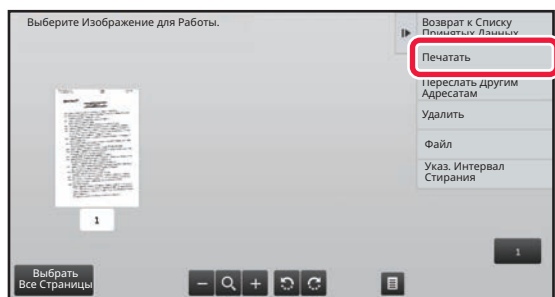 Выберите Изображение для Работы.
Возврат к Списку
Принятых Данных
Печатать
Переслать Другим
Адресатам
Удалить
Файл
Указ. Интервал
Стирания
1
1
Выбрать
Все Страницы